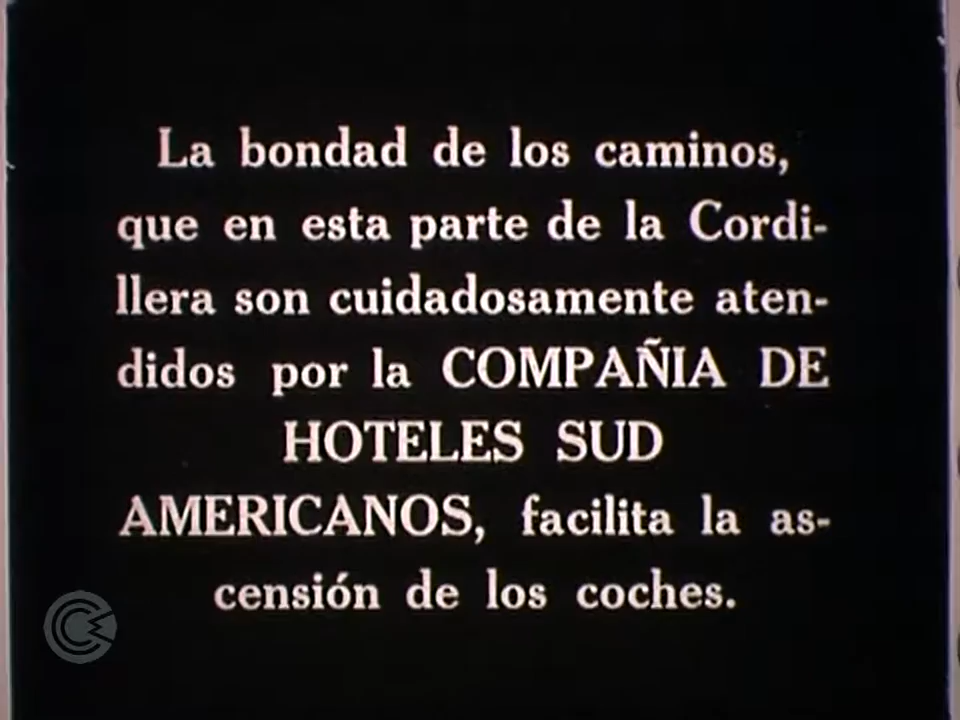 La bondad de los caminos,
que en esta parte de la Cordi-
llera son cuidadosamente aten-
didos por la COMPAÑIA DE
HOTELES SUD
AMERICANOS, facilita la as-
censión de los coches.